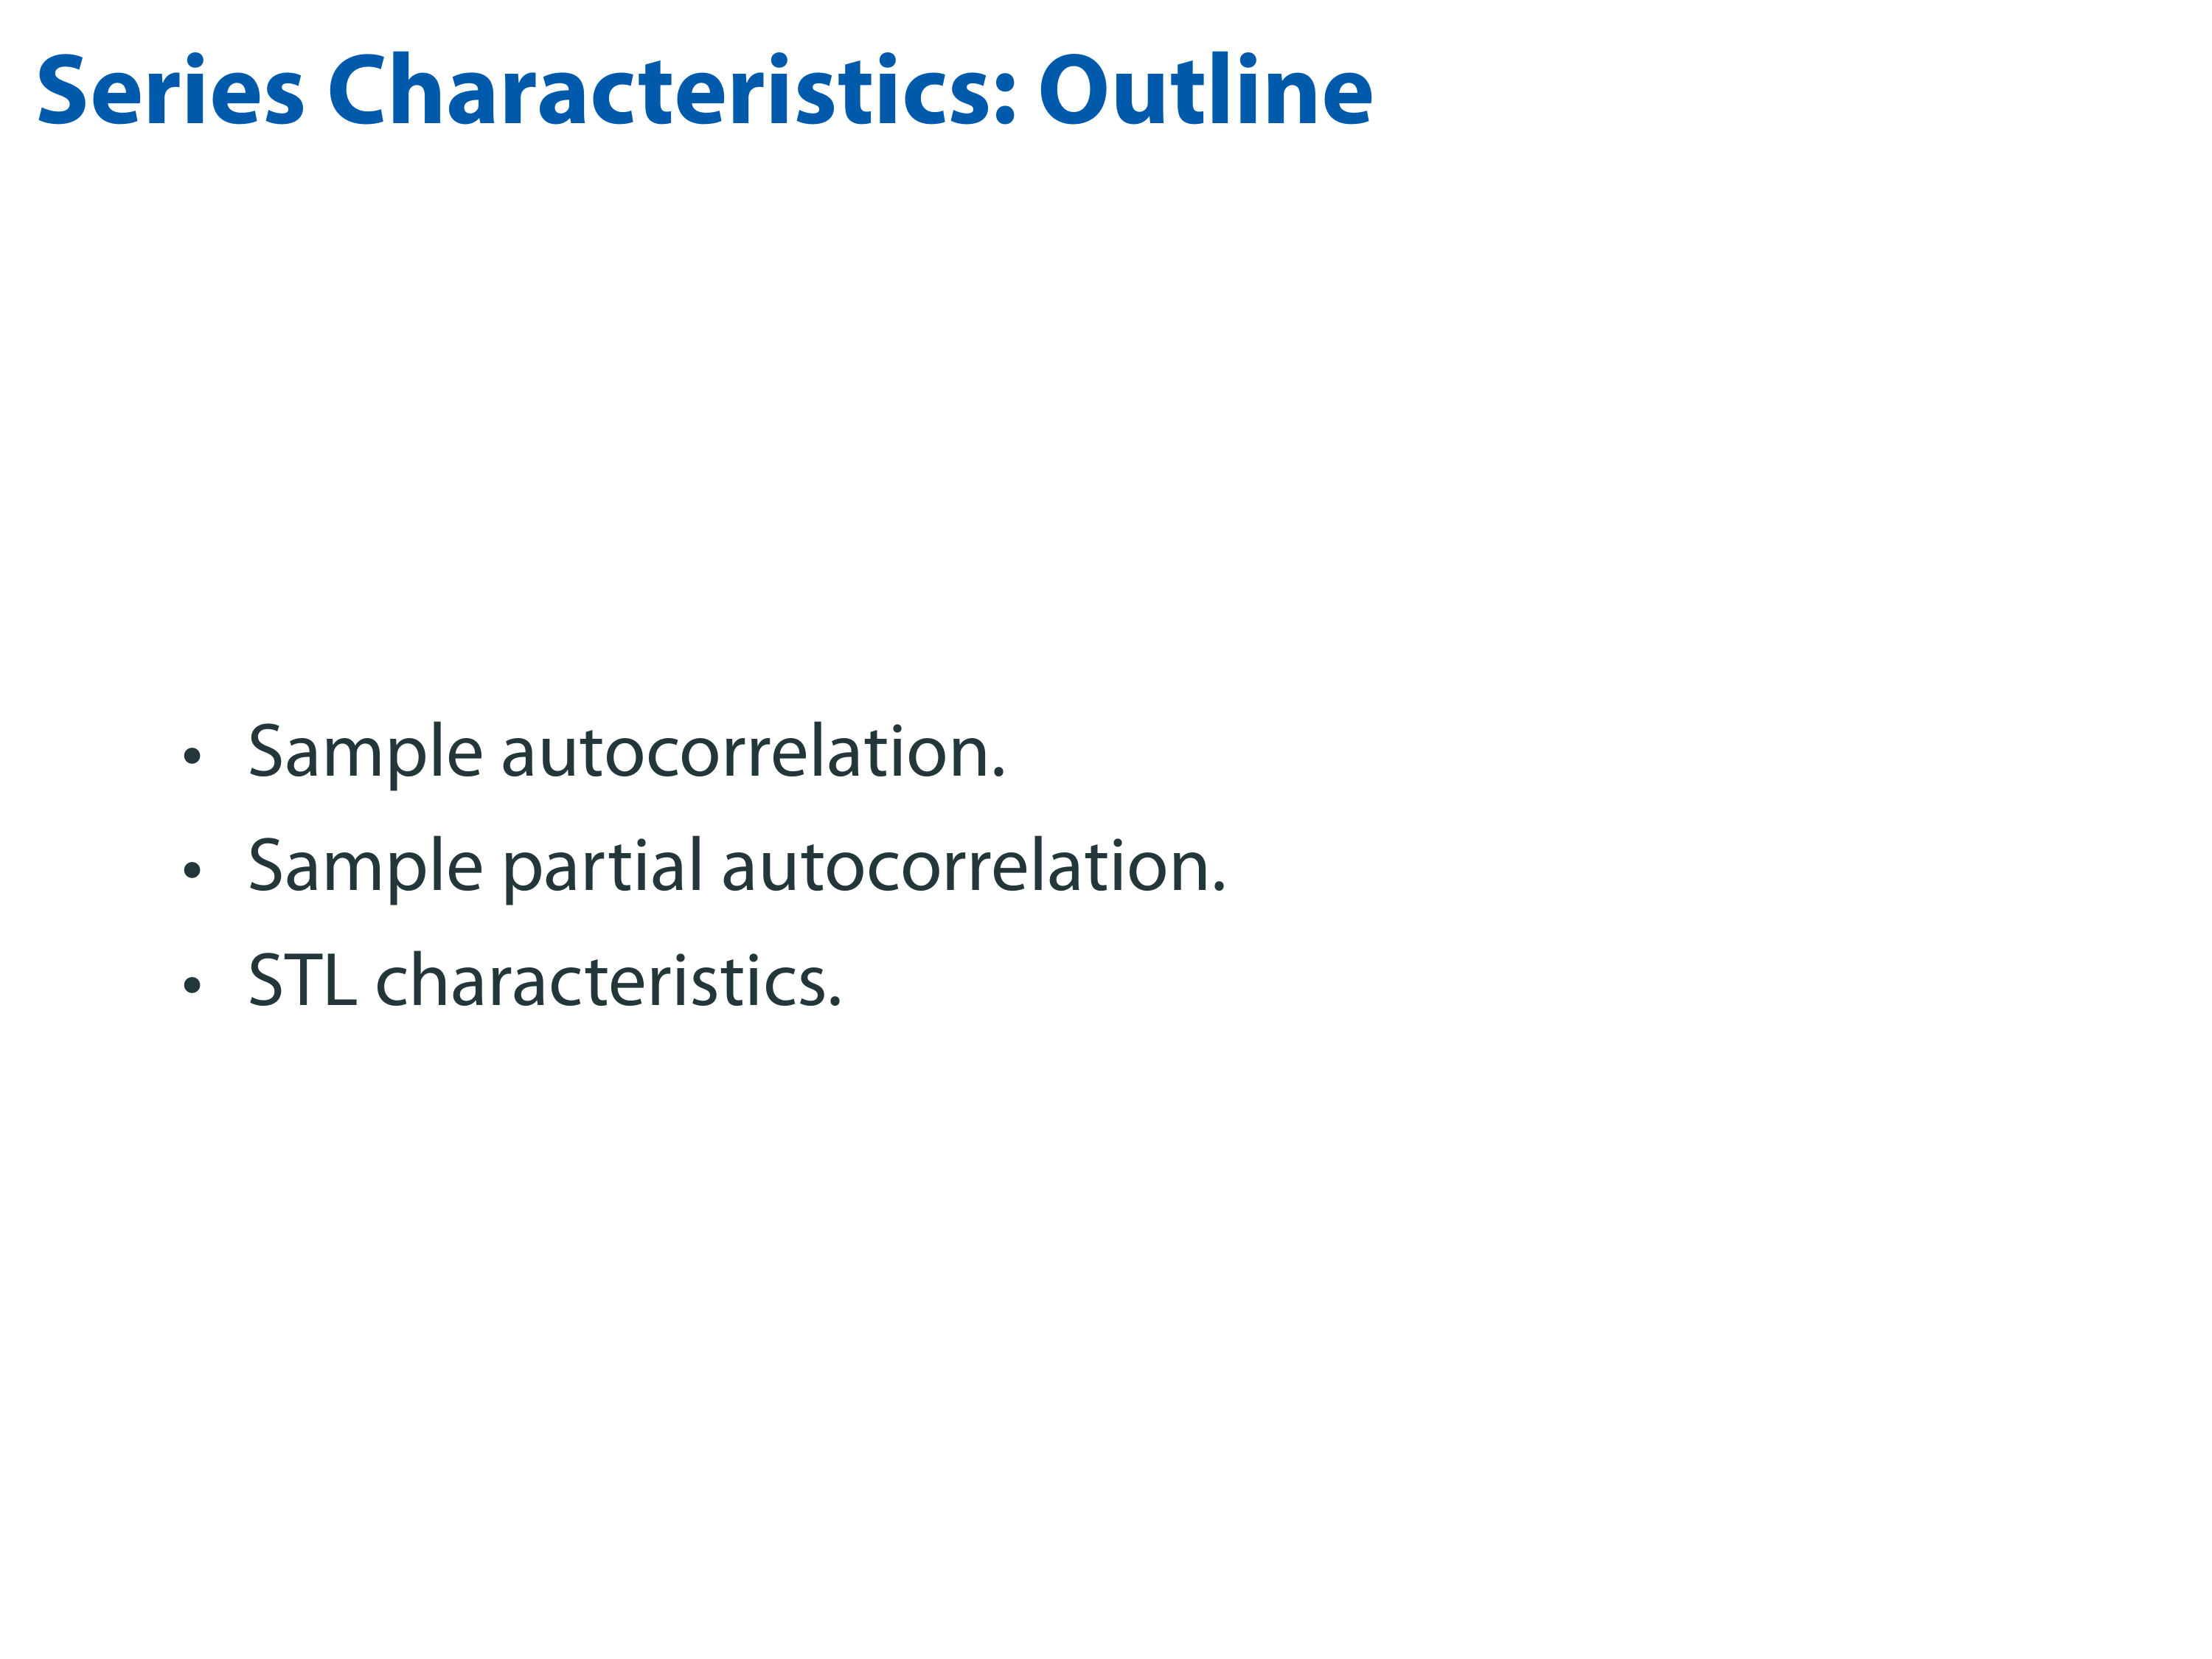 Series Characteristics: Outline
• Sample autocorrelation.
• Sample partial autocorrelation.
• STL characteristics.